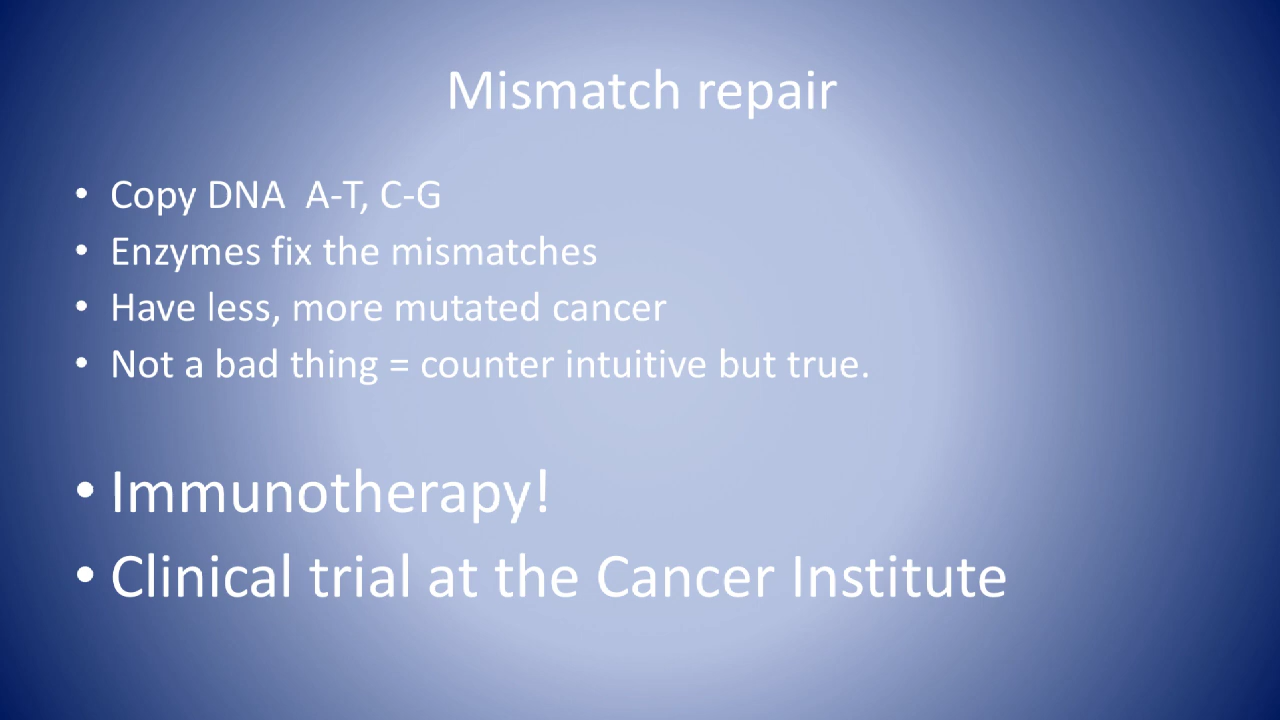 Mismatch repair
• Copy DNA  A-T, C-G
• Enzymes fix the mismatches
• Have less, more mutated cancer
• Not a bad thing = counter intuitive but true.
• Immunotherapy!
• Clinical trial at the Cancer Institute